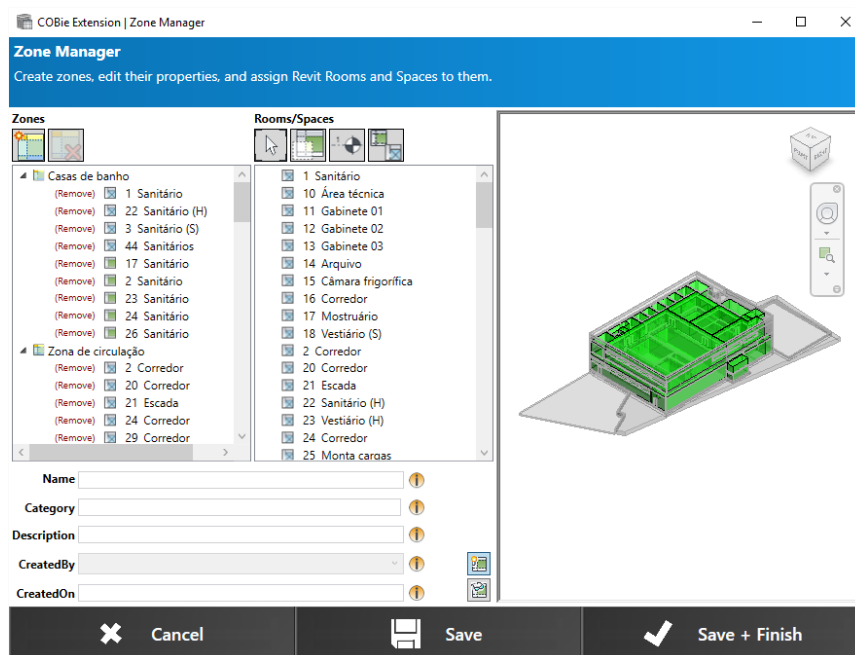 COBie Extension | Zone Manager
Zone Manager
Create zones, edit their properties, and assign Revit Rooms and Spaces to them.
Zones
Casas de banho
(Remove) 1 Sanitário
(Remove) 22 Sanitário (H)
(Remove) 3 Sanitário (S)
(Remove) 44 Sanitários
(Remove) 17 Sanitário
(Remove) 2 Sanitário
(Remove) 23 Sanitário
(Remove) 24 Sanitário
(Remove) 26 Sanitário
Zona de circulação
(Remove) 2 Corredor
(Remove) 20 Corredor
(Remove) 21 Escada
(Remove) 24 Corredor
(Remove) 29 Corredor
Rooms/Spaces
1 Sanitário
10 Área técnica
11 Gabinete 01
12 Gabinete 02
13 Gabinete 03
14 Arquivo
15 Câmara frigorífica
16 Corredor
17 Mostruário
18 Vestiário (S)
2 Corredor
20 Corredor
21 Escada
22 Sanitário (H)
23 Vestiário (H)
24 Corredor
25 Monta cargas
Name
Category
Description
CreatedBy
CreatedOn
Cancel
Save
Save + Finish